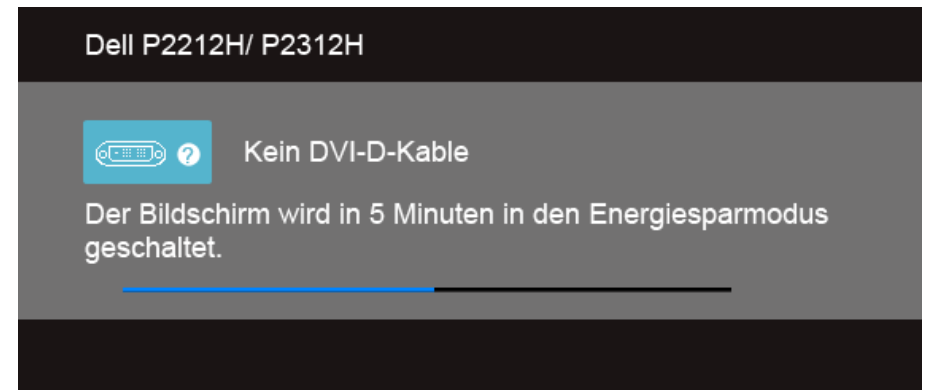 Dell P2212H/ P2312H
Kein DVI-D-Kable
Der Bildschirm wird in 5 Minuten in den Energiesparmodus
geschaltet.